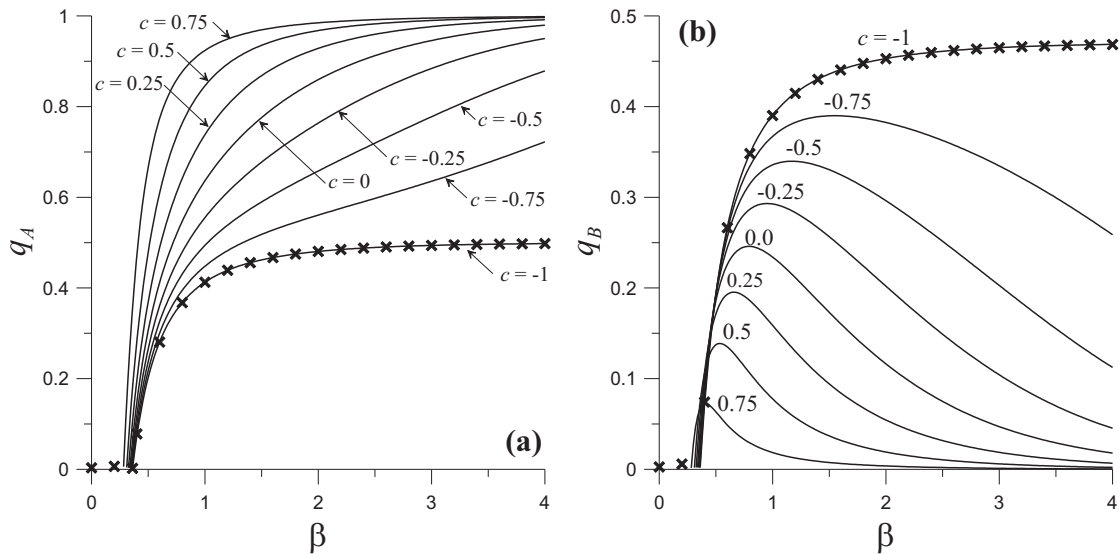 c = 0.75
c = 0.5
c = 0.25
c = -0.5
c = -0.25
c = 0
c = -0.75
c = -1
(a)
q_A
1
0.8
0.6
0.4
0.2
0
0 1 2 3 4
β
(b)
c = -1
-0.75
-0.5
-0.25
0.0
0.25
0.5
0.75
q_B
0.5
0.4
0.3
0.2
0.1
0
0 1 2 3 4
β